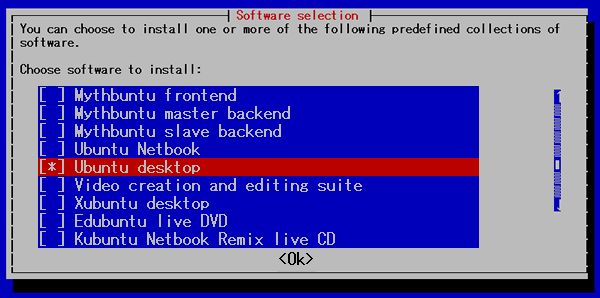 Software selection
You can choose to install one or more of the following predefined collections of
software.
Choose software to install:
[ ] Mythbuntu frontend
[ ] Mythbuntu master backend
[ ] Mythbuntu slave backend
[ ] Ubuntu Netbook
[*] Ubuntu desktop
[ ] Video creation and editing suite
[ ] Xubuntu desktop
[ ] Edubuntu live DVD
[ ] Kubuntu Netbook Remix live CD
<Ok>